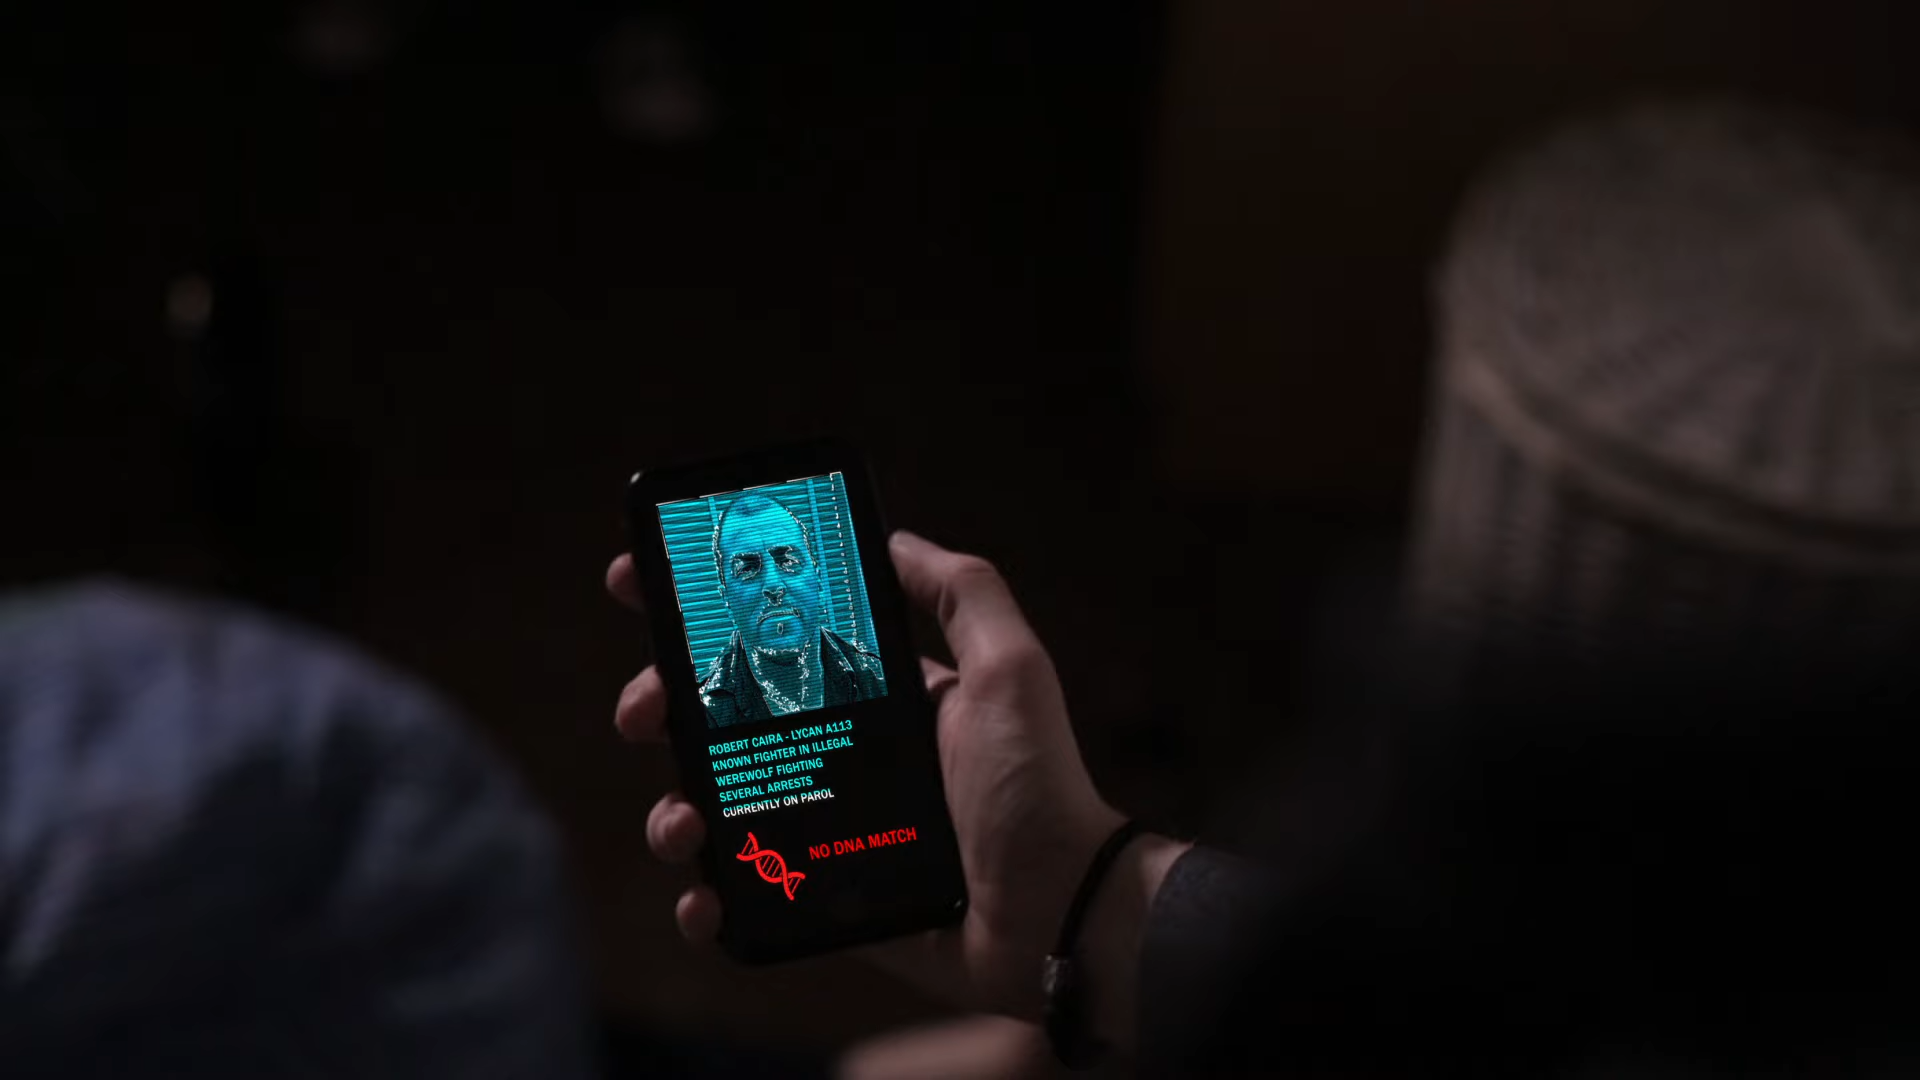 ROBERT CAIRA - LYCAN A113
KNOWN FIGHTER IN ILLEGAL
WEREWOLF FIGHTING
SEVERAL ARRESTS
CURRENTLY ON PAROL
NO DNA MATCH